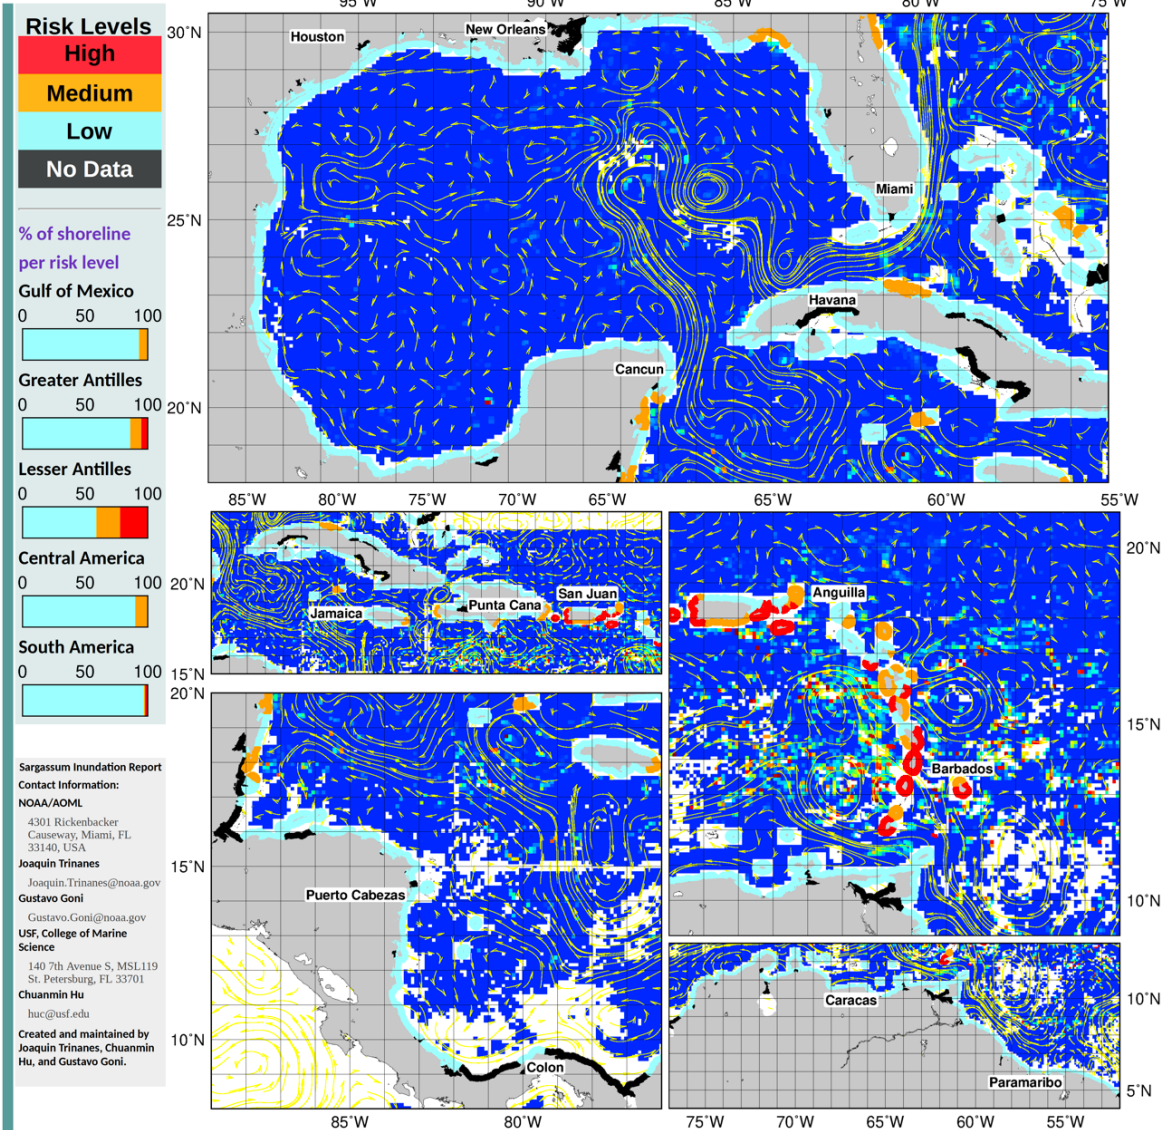 Risk Levels
High
Medium
Low
No Data
% of shoreline
per risk level
Gulf of Mexico
0 50 100
Greater Antilles
0 50 100
Lesser Antilles
0 50 100
Central America
0 50 100
South America
0 50 100
Sargassum Inundation Report
Contact Information:
NOAA/AOML
4301 Rickenbacker
Causeway, Miami, FL
33140, USA
Joaquin Trinanes
Joaquin.Trinanes@noaa.gov
Gustavo Goni
Gustavo.Goni@noaa.gov
USF, College of Marine
Science
140 7th Avenue S, MSL119
St. Petersburg, FL 33701
Chuanmin Hu
huc@usf.edu
Created and maintained by
Joaquin Trinanes, Chuanmin
Hu, and Gustavo Goni.
95°W 90°W 85°W 80°W 75°W
30°N
25°N
20°N
Houston
New Orleans
Miami
Havana
Cancun
85°W 80°W 75°W 70°W 65°W
20°N
15°N
Jamaica
Punta Cana
San Juan
65°W 60°W 55°W
20°N
15°N
10°N
Anguilla
Barbados
20°N
15°N
10°N
Puerto Cabezas
Colon
85°W 80°W
10°N
5°N
Caracas
Paramaribo
75°W 70°W 65°W 60°W 55°W